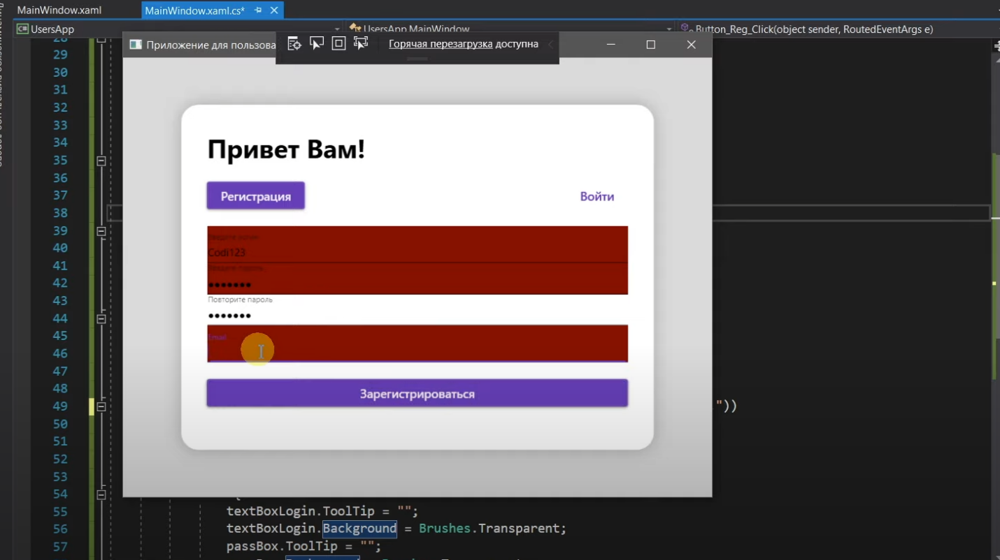 MainWindow.xaml
MainWindow.xaml.cs*
UsersApp
UsersApp.MainWindow
Button_Reg_Click(object sender, RoutedEventArgs e)
Приложение для пользова
Горячая перезагрузка доступна
28
29
30
31
32
33
34
35
36
37
38
39
40
41
42
43
44
45
46
47
48
49
50
51
52
53
54
55
56
57
Привет Вам!
Регистрация
Войти
Введите логин
Codi123
Введите пароль
•••••••
Повторите пароль
•••••••
Email
Зарегистрироваться
"))
{
textBoxLogin.ToolTip = "";
textBoxLogin.Background = Brushes.Transparent;
passBox.ToolTip = "";